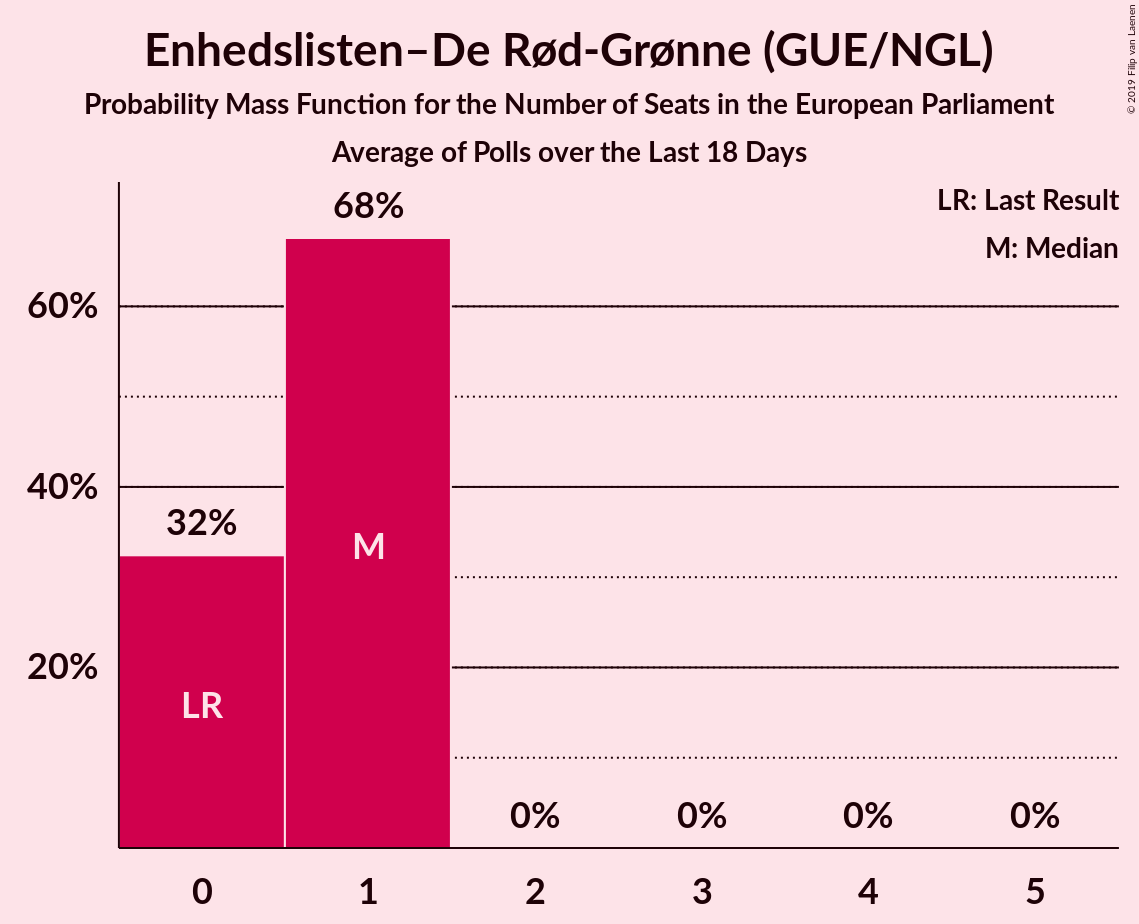 Enhedslisten–De Rød-Grønne (GUE/NGL)
Probability Mass Function for the Number of Seats in the European Parliament
Average of Polls over the Last 18 Days
© 2019 Filip van Laenen
LR: Last Result
M: Median
68%
60%
40%
32%
M
20%
LR
0% 0% 0% 0%
0 1 2 3 4 5